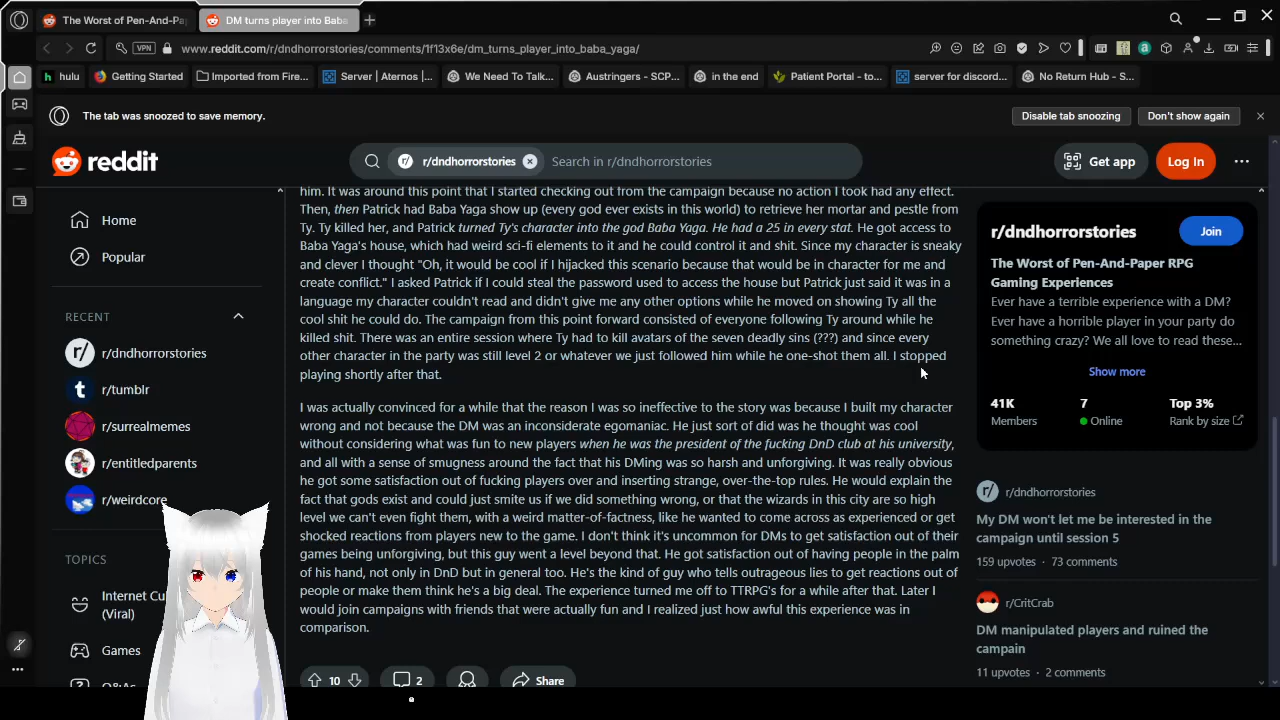 The Worst of Pen-And-Pa
DM turns player into Baba
VPN
www.reddit.com/r/dndhorrorstories/comments/1f13x6e/dm_turns_player_into_baba_yaga/
hulu
Getting Started
Imported from Fire...
Server | Aternos |...
We Need To Talk...
Austringers - SCP...
in the end
Patient Portal - to...
server for discord...
No Return Hub - S...
The tab was snoozed to save memory.
Disable tab snoozing
Don't show again
reddit
r/dndhorrorstories
Search in r/dndhorrorstories
Get app
Log In
Home
Popular
RECENT
r/dndhorrorstories
r/tumblr
r/surrealmemes
r/entitledparents
r/weirdcore
TOPICS
Internet Cu
(Viral)
Games
him. It was around this point that I started checking out from the campaign because no action I took had any effect.
Then, then Patrick had Baba Yaga show up (every god ever exists in this world) to retrieve her mortar and pestle from
Ty. Ty killed her, and Patrick turned Ty's character into the god Baba Yaga. He had a 25 in every stat. He got access to
Baba Yaga's house, which had weird sci-fi elements to it and he could control it and shit. Since my character is sneaky
and clever I thought "Oh, it would be cool if I hijacked this scenario because that would be in character for me and
create conflict." I asked Patrick if I could steal the password used to access the house but Patrick just said it was in a
language my character couldn't read and didn't give me any other options while he moved on showing Ty all the
cool shit he could do. The campaign from this point forward consisted of everyone following Ty around while he
killed shit. There was an entire session where Ty had to kill avatars of the seven deadly sins (???) and since every
other character in the party was still level 2 or whatever we just followed him while he one-shot them all. I stopped
playing shortly after that.
I was actually convinced for a while that the reason I was so ineffective to the story was because I built my character
wrong and not because the DM was an inconsiderate egomaniac. He just sort of did was he thought was cool
without considering what was fun to new players when he was the president of the fucking DnD club at his university,
and all with a sense of smugness around the fact that his DMing was so harsh and unforgiving. It was really obvious
he got some satisfaction out of fucking players over and inserting strange, over-the-top rules. He would explain the
fact that gods exist and could just smite us if we did something wrong, or that the wizards in this city are so high
level we can't even fight them, with a weird matter-of-factness, like he wanted to come across as experienced or get
shocked reactions from players new to the game. I don't think it's uncommon for DMs to get satisfaction out of their
games being unforgiving, but this guy went a level beyond that. He got satisfaction out of having people in the palm
of his hand, not only in DnD but in general too. He's the kind of guy who tells outrageous lies to get reactions out of
people or make them think he's a big deal. The experience turned me off to TTRPG's for a while after that. Later I
would join campaigns with friends that were actually fun and I realized just how awful this experience was in
comparison.
10
2
Share
r/dndhorrorstories
Join
The Worst of Pen-And-Paper RPG
Gaming Experiences
Ever have a terrible experience with a DM?
Ever have a horrible player in your party do
something crazy? We all love to read these...
Show more
41K
7
Top 3%
Members
Online
Rank by size
r/dndhorrorstories
My DM won't let me be interested in the
campaign until session 5
159 upvotes · 73 comments
r/CritCrab
DM manipulated players and ruined the
campain
11 upvotes · 2 comments